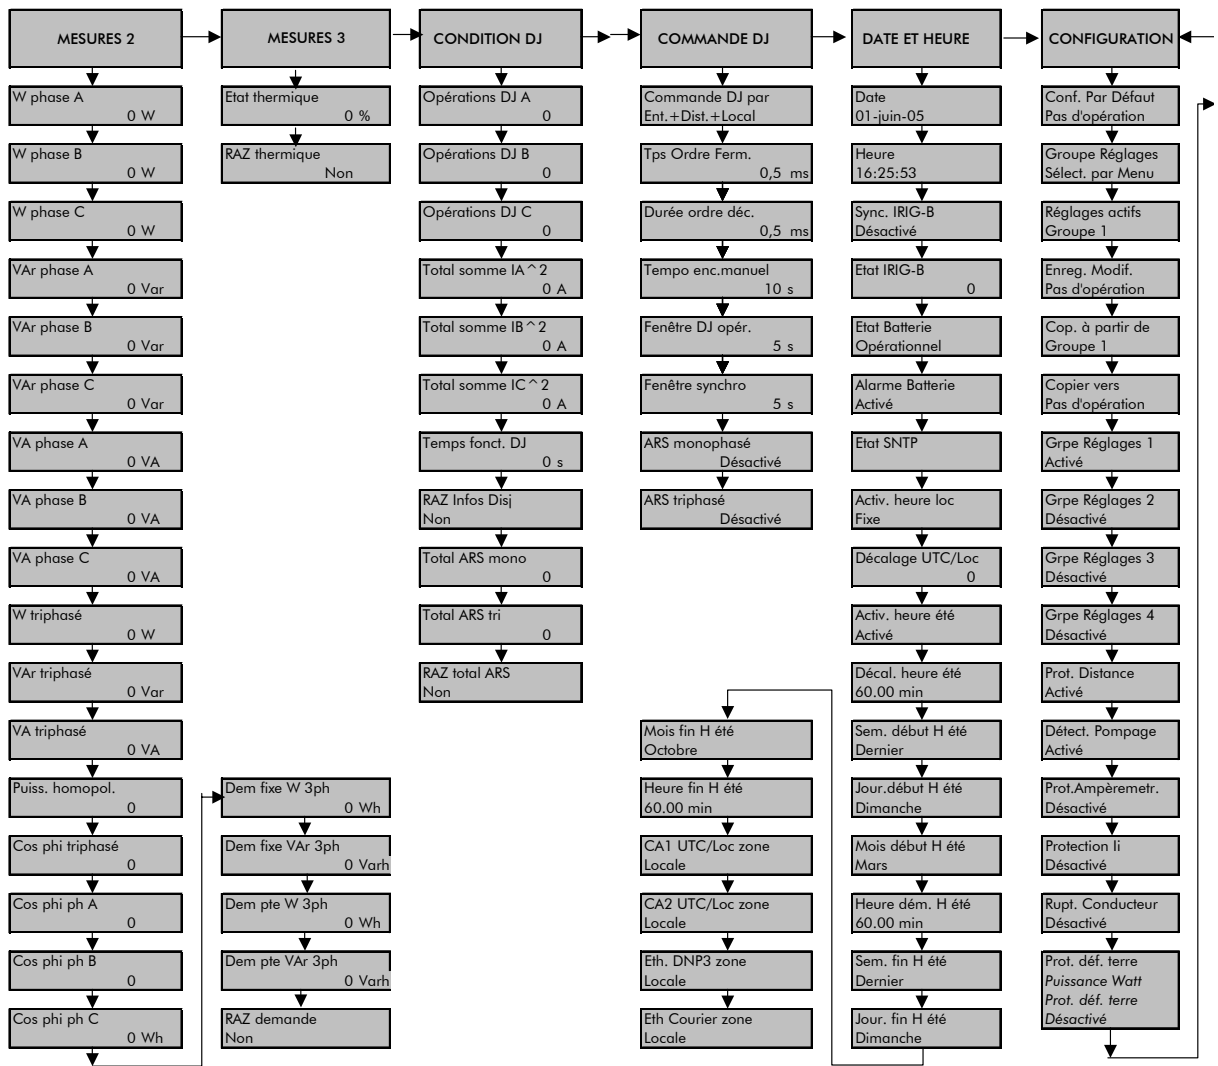 MESURES 2
W phase A
0 W
W phase B
0 W
W phase C
0 W
VAr phase A
0 Var
VAr phase B
0 Var
VAr phase C
0 Var
VA phase A
0 VA
VA phase B
0 VA
VA phase C
0 VA
W triphasé
0 W
VAr triphasé
0 Var
VA triphasé
0 VA
Puiss. homopol.
0
Cos phi triphasé
0
Cos phi ph A
0
Cos phi ph B
0
Cos phi ph C
0 Wh
Dem fixe W 3ph
0 Wh
Dem fixe VAr 3ph
0 Varh
Dem pte W 3ph
0 Wh
Dem pte VAr 3ph
0 Varh
RAZ demande
Non
MESURES 3
Etat thermique
0 %
RAZ thermique
Non
CONDITION DJ
Opérations DJ A
0
Opérations DJ B
0
Opérations DJ C
0
Total somme IA^2
0 A
Total somme IB^2
0 A
Total somme IC^2
0 A
Temps fonct. DJ
0 s
RAZ Infos Disj
Non
Total ARS mono
0
Total ARS tri
0
RAZ total ARS
Non
COMMANDE DJ
Commande DJ par
Ent.+Dist.+Local
Tps Ordre Ferm.
0,5 ms
Durée ordre déc.
0,5 ms
Tempo enc.manuel
10 s
Fenêtre DJ opér.
5 s
Fenêtre synchro
5 s
ARS monophasé
Désactivé
ARS triphasé
Désactivé
DATE ET HEURE
Date
01-juin-05
Heure
16:25:53
Sync. IRIG-B
Désactivé
Etat IRIG-B
0
Etat Batterie
Opérationnel
Alarme Batterie
Activé
Etat SNTP
Activ. heure loc
Fixe
Décalage UTC/Loc
0
Activ. heure été
Activé
Décal. heure été
60.00 min
Sem. début H été
Dernier
Jour.début H été
Dimanche
Mois début H été
Mars
Heure dém. H été
60.00 min
Sem. fin H été
Dernier
Jour. fin H été
Dimanche
Mois fin H été
Octobre
Heure fin H été
60.00 min
CA1 UTC/Loc zone
Locale
CA2 UTC/Loc zone
Locale
Eth. DNP3 zone
Locale
Eth Courier zone
Locale
CONFIGURATION
Conf. Par Défaut
Pas d'opération
Groupe Réglages
Sélect. par Menu
Réglages actifs
Groupe 1
Enreg. Modif.
Pas d'opération
Cop. à partir de
Groupe 1
Copier vers
Pas d'opération
Grpe Réglages 1
Activé
Grpe Réglages 2
Désactivé
Grpe Réglages 3
Désactivé
Grpe Réglages 4
Désactivé
Prot. Distance
Activé
Détect. Pompage
Activé
Prot.Ampèremetr.
Désactivé
Protection Ii
Désactivé
Rupt. Conducteur
Désactivé
Prot. déf. terre
Puissance Watt
Prot. déf. terre
Désactivé